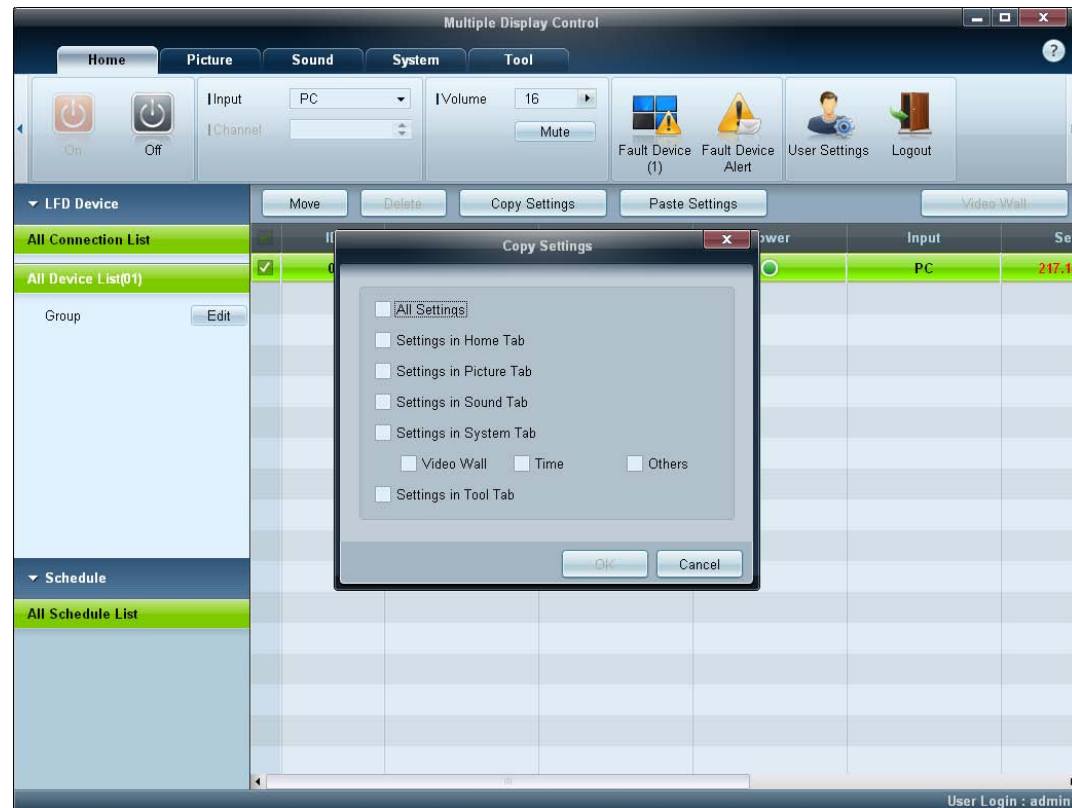 Multiple Display Control
Home Picture Sound System Tool
Input PC Volume 16
Channel Mute
On Off Fault Device (1) Fault Device Alert User Settings Logout
LFD Device Move Delete Copy Settings Paste Settings Video Wall
All Connection List
Input
All Device List(01)
PC
Group Edit
Copy Settings
All Settings
Settings in Home Tab
Settings in Picture Tab
Settings in Sound Tab
Settings in System Tab
Video Wall Time Others
Settings in Tool Tab
OK Cancel
Schedule
All Schedule List
User Login : admin